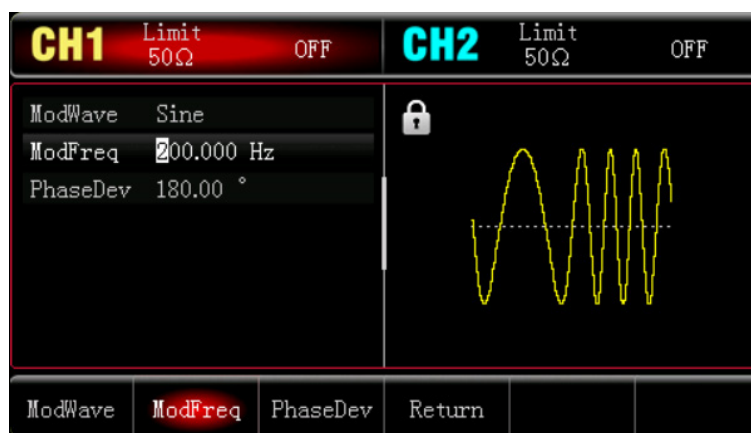 CH1 Limit 50Ω OFF
CH2 Limit 50Ω OFF
ModWave Sine
ModFreq 200.000 Hz
PhaseDev 180.00 °
ModWave ModFreq PhaseDev Return